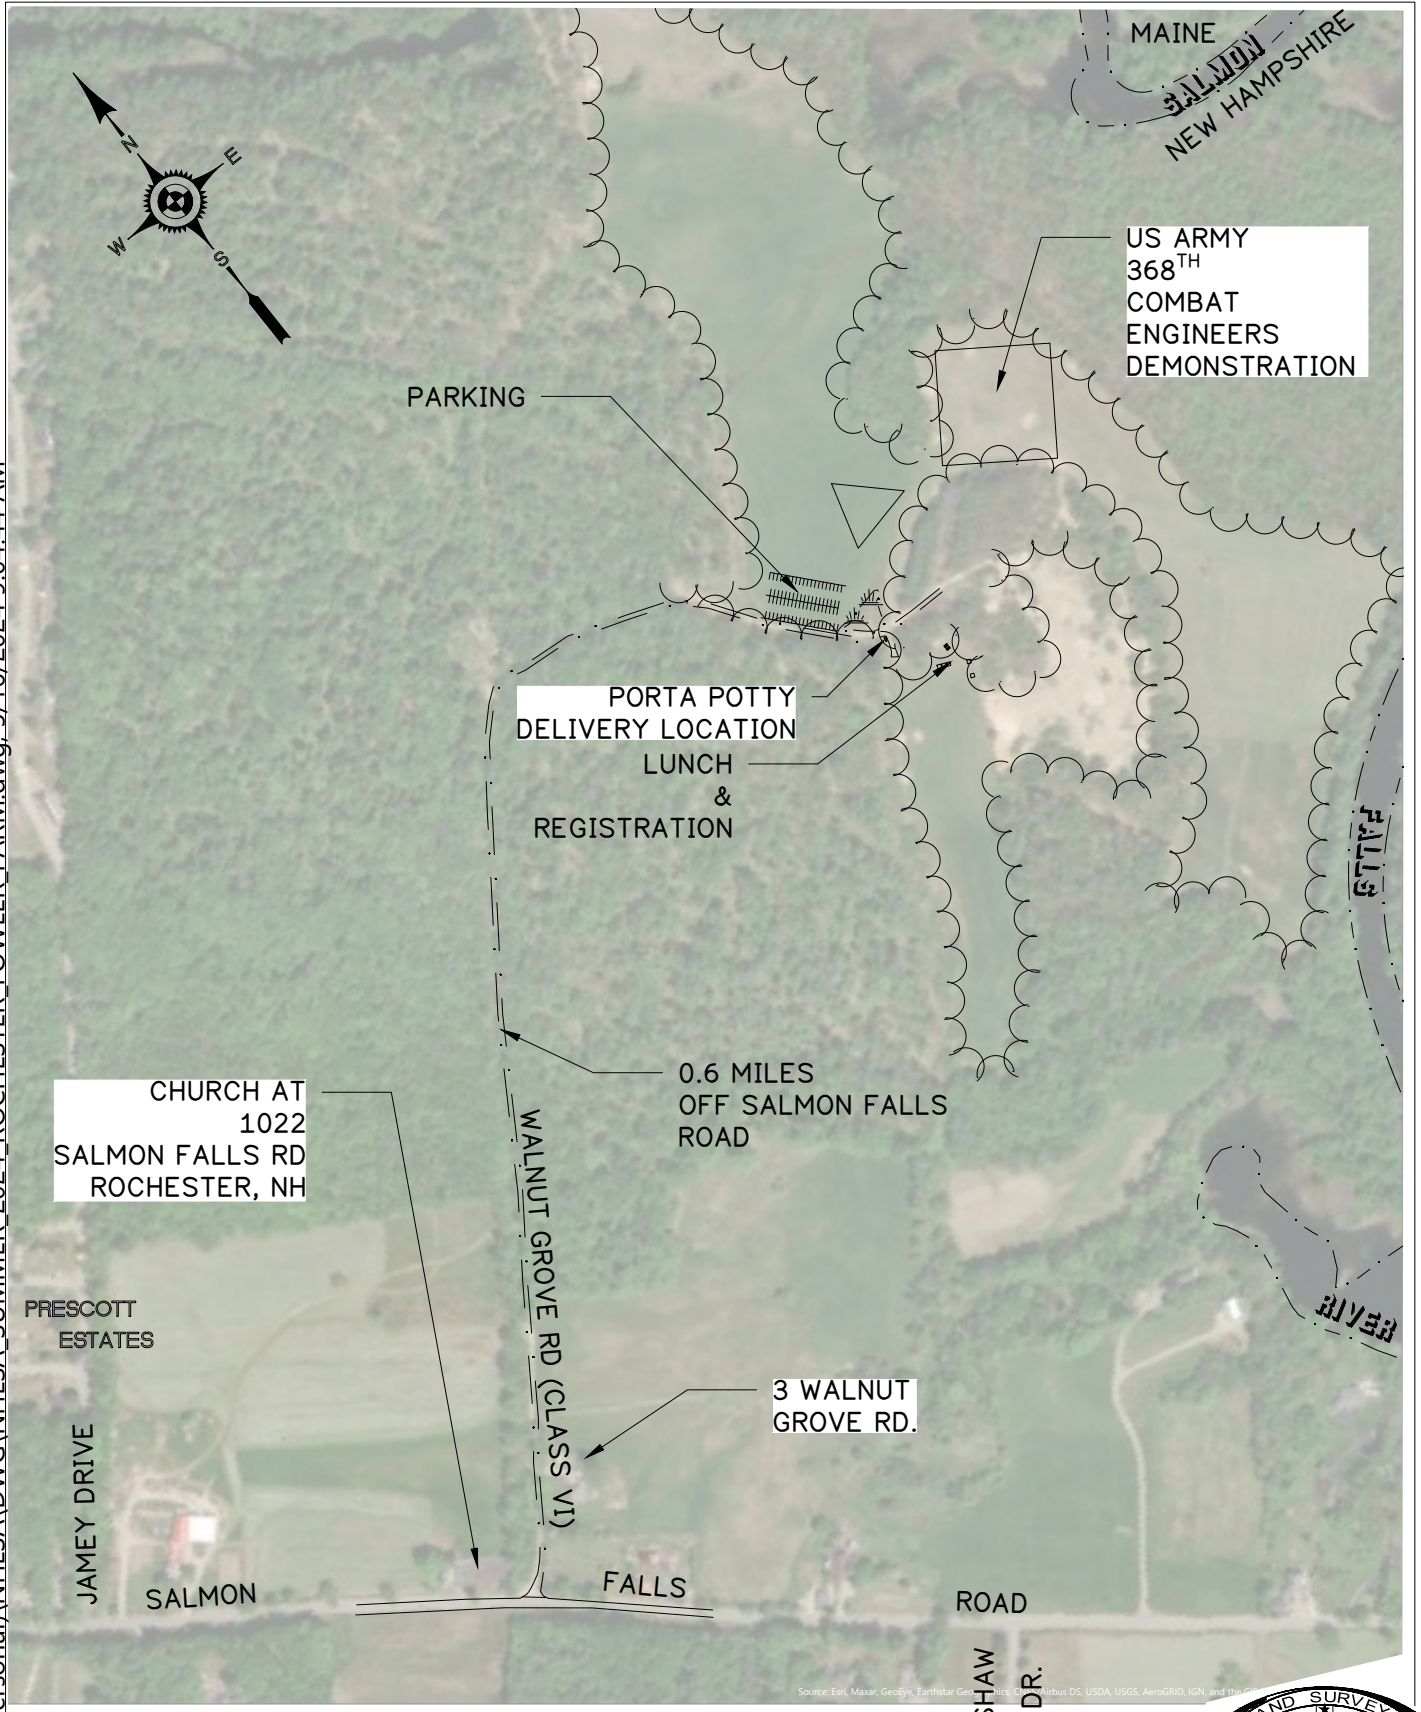 MAINE
SALMON
NEW HAMPSHIRE
N
E
W
S
US ARMY
368TH
COMBAT
ENGINEERS
DEMONSTRATION
PARKING
PORTA POTTY
DELIVERY LOCATION
LUNCH
&
REGISTRATION
FALLS
0.6 MILES
OFF SALMON FALLS
ROAD
CHURCH AT
1022
SALMON FALLS RD
ROCHESTER, NH
WALNUT GROVE RD (CLASS VI)
PRESCOTT
ESTATES
RIVER
3 WALNUT
GROVE RD.
JAMEY DRIVE
SALMON
FALLS
ROAD
SHAW
DR.
Source: Esri, Maxar, GeoEye, Earthstar Geographics, CNES/Airbus DS, USDA, USGS, AeroGRID, IGN, and the
AND SURVEY